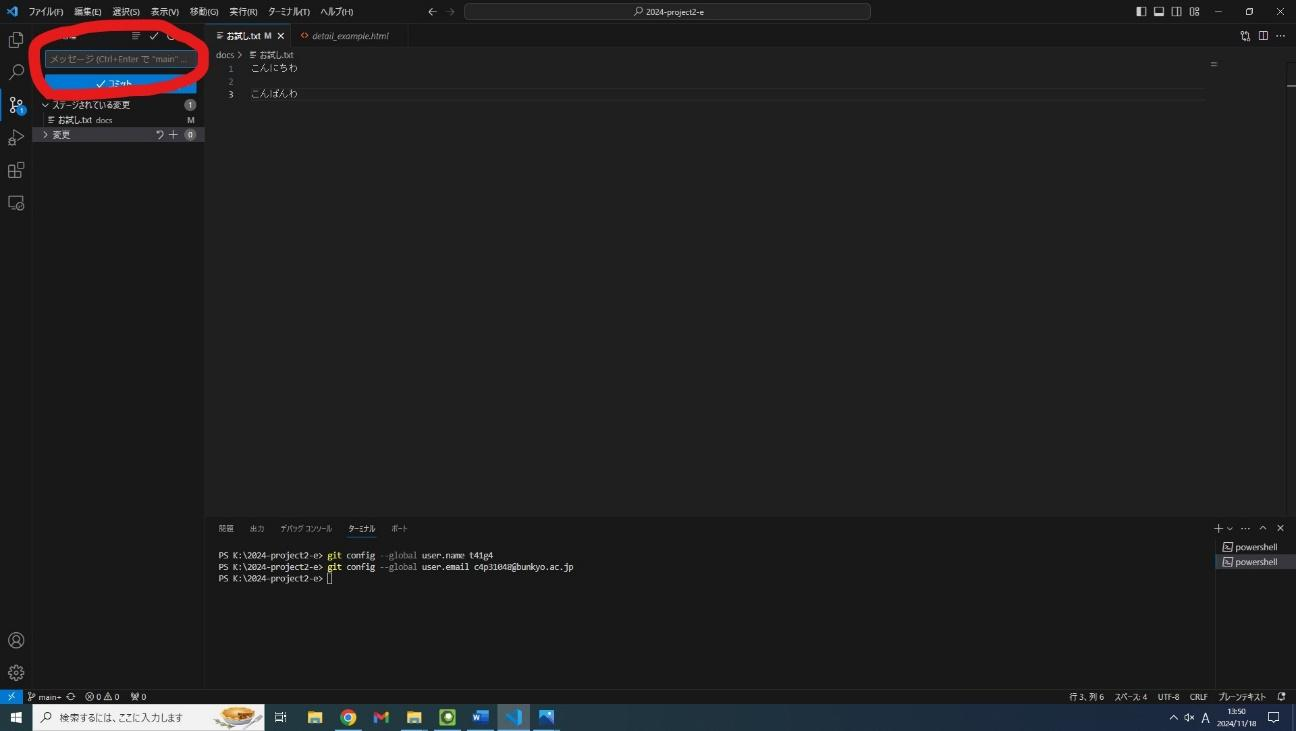 ファイル(F) 編集(E) 選択(S) 表示(V) 移動(G) 実行(R) ターミナル(T) ヘルプ(H)
2024-project2-e
お試し.txt M
detail_example.html
docs > お試し.txt
メッセージ (Ctrl+Enter で "main" ...
コミット
ステージされている変更 1
お試し.txt docs M
変更 0
1
1 こんにちわ
2
3 こんばんわ
問題 出力 デバッグ コンソール ターミナル ポート
PS K:\2024-project2-e> git config --global user.name t41g4
PS K:\2024-project2-e> git config --global user.email c4p31048@bunkyo.ac.jp
PS K:\2024-project2-e>
powershell
powershell
main+ 0 0 0
行 3、列 6 スペース: 4 UTF-8 CRLF プレーンテキスト
検索するには、ここに入力します
A
13:50
2024/11/18